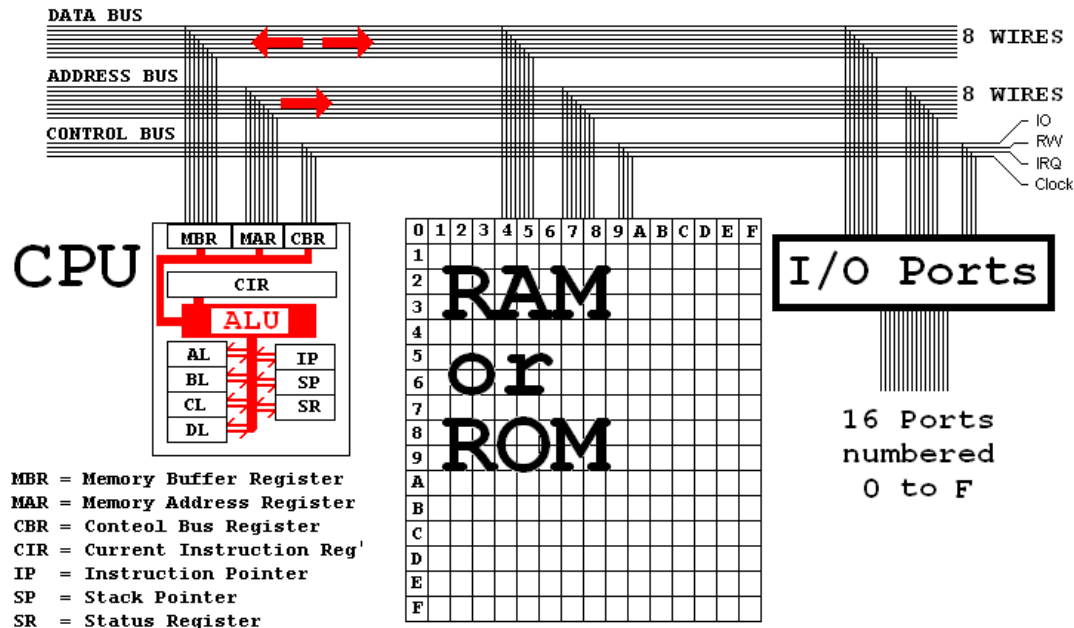 DATA BUS
8 WIRES
ADDRESS BUS
8 WIRES
CONTROL BUS
IO
RW
IRQ
Clock
CPU
MBR MAR CBR
CIR
ALU
AL
BL
CL
DL
IP
SP
SR
0 1 2 3 4 5 6 7 8 9 A B C D E F
1
2
3
4
5
6
7
8
9
A
B
C
D
E
F
RAM
or
ROM
I/O Ports
16 Ports
numbered
0 to F
MBR = Memory Buffer Register
MAR = Memory Address Register
CBR = Conteol Bus Register
CIR = Current Instruction Reg'
IP = Instruction Pointer
SP = Stack Pointer
SR = Status Register